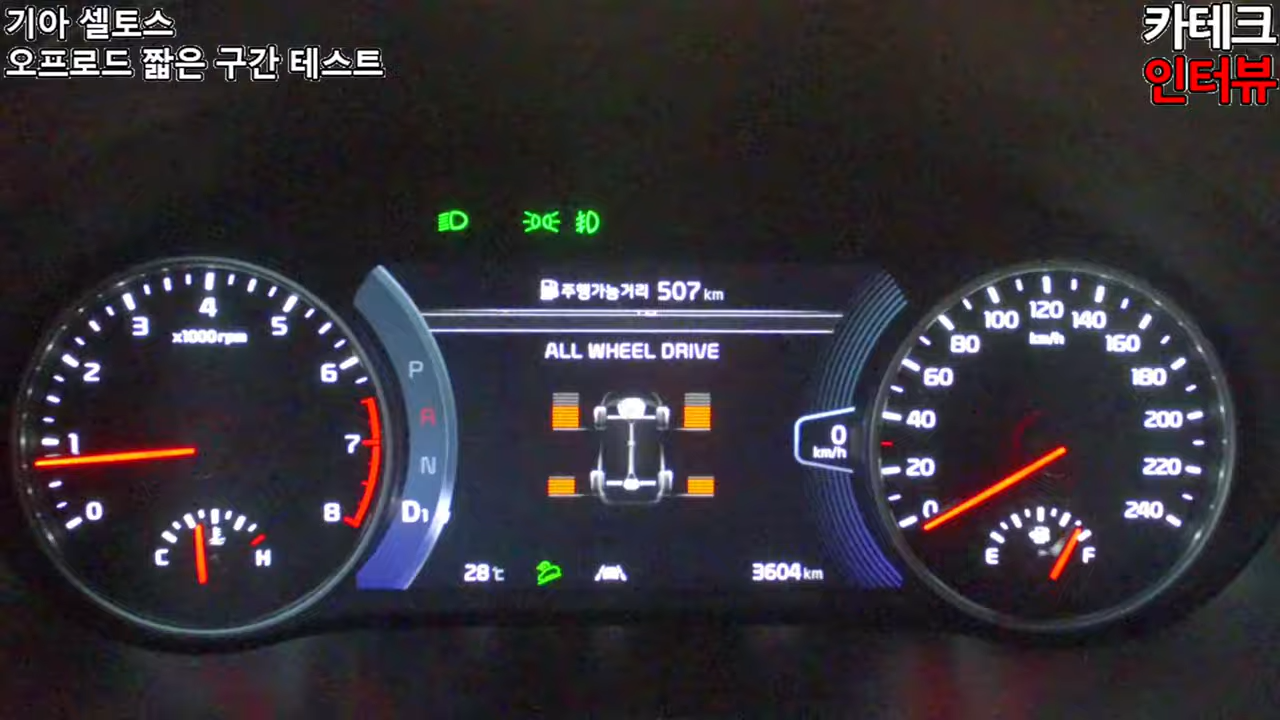 기아 셀토스
오프로드 짧은 구간 테스트
카테크
인터뷰
주행가능거리 507 km
ALL WHEEL DRIVE
0 1 2 3 4 5 6 7 8
x1000rpm
C H
P
R
N
D1
0
km/h
28℃
3604 km
0 20 40 60 80 100 120 140 160 180 200 220 240
km/h
E F